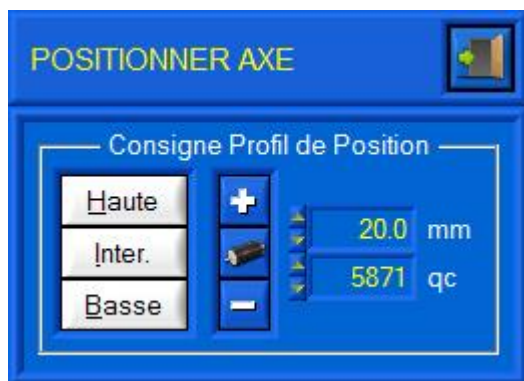 POSITIONNER AXE
Consigne Profil de Position
Haute
Inter.
Basse
20.0 mm
5871 qc